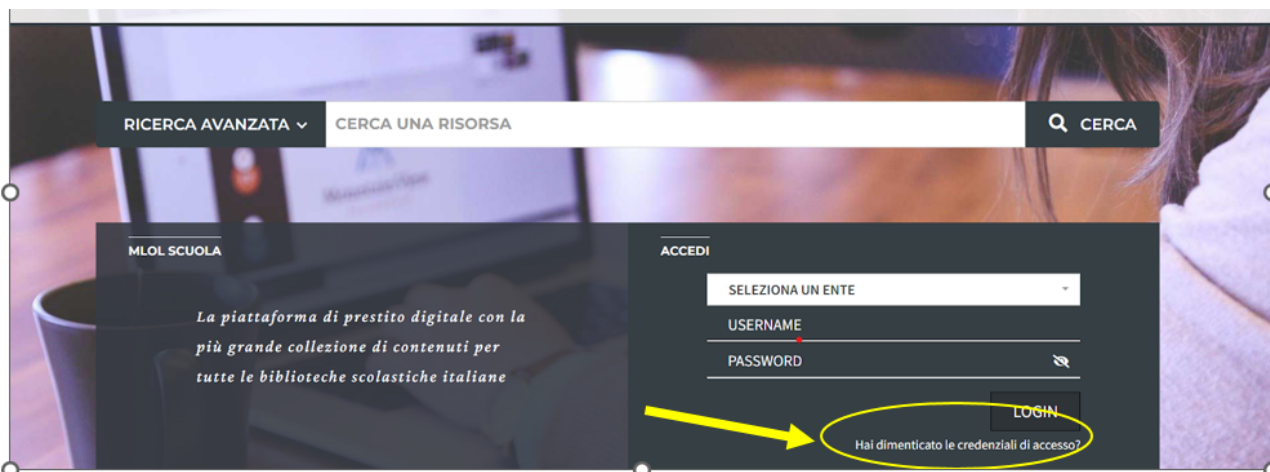 RICERCA AVANZATA
CERCA UNA RISORSA
CERCA
MLOL SCUOLA
La piattaforma di prestito digitale con la
più grande collezione di contenuti per
tutte le biblioteche scolastiche italiane
ACCEDI
SELEZIONA UN ENTE
USERNAME
PASSWORD
LOGIN
Hai dimenticato le credenziali di accesso?